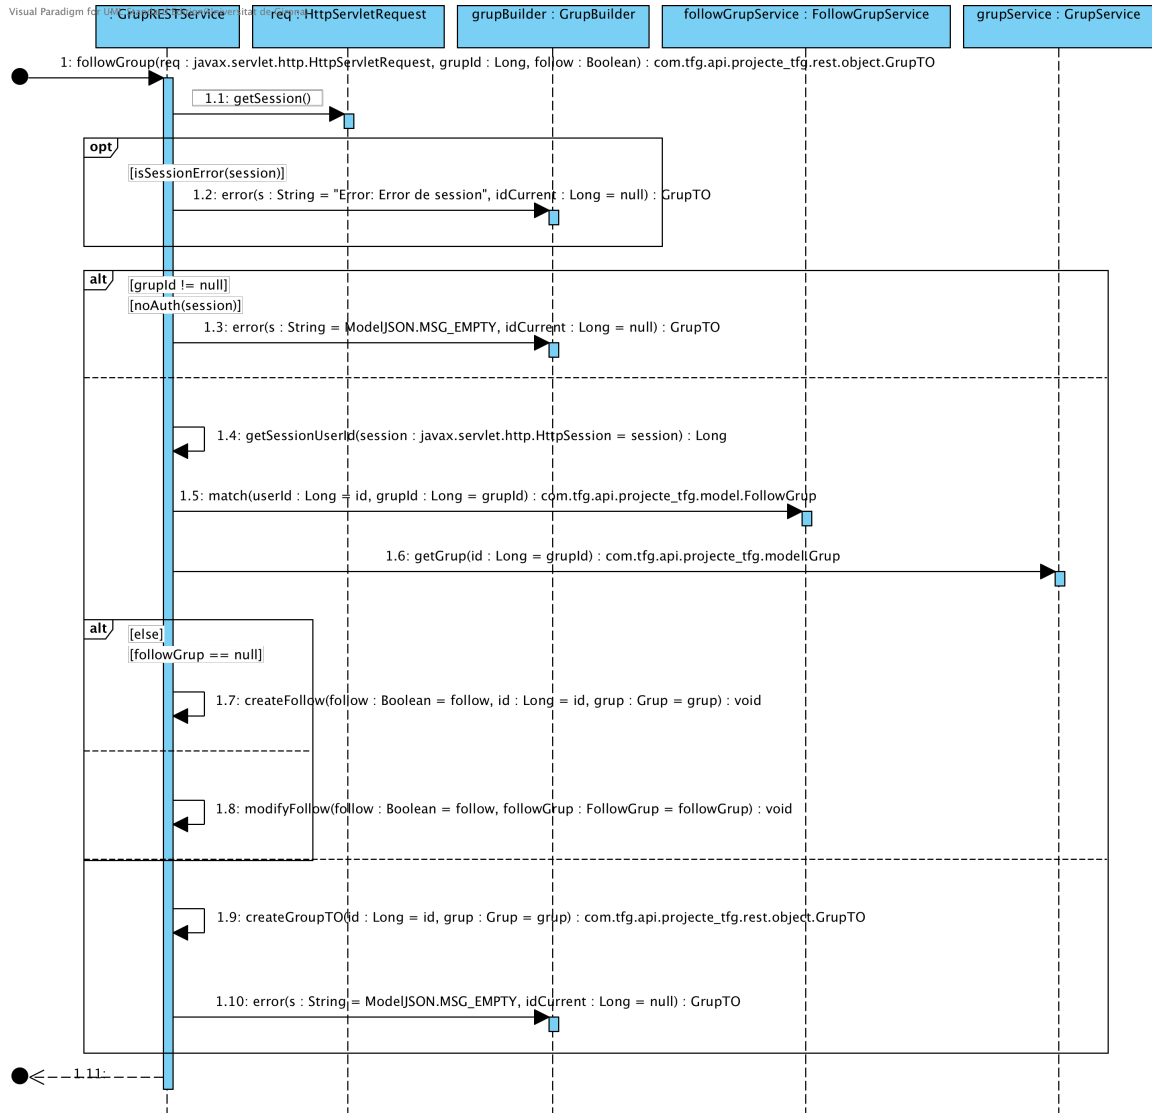 : GrupRESTService
req : HttpServletRequest
grupBuilder : GrupBuilder
followGrupService : FollowGrupService
grupService : GrupService
Visual Paradigm for UML
1: followGroup(req : javax.servlet.http.HttpServletRequest, grupId : Long, follow : Boolean) : com.tfg.api.projecte_tfg.rest.object.GrupTO
1.1: getSession()
opt
[isSessionError(session)]
1.2: error(s : String = "Error: Error de session", idCurrent : Long = null) : GrupTO
alt
[grupId != null]
[noAuth(session)]
1.3: error(s : String = ModelJSON.MSG_EMPTY, idCurrent : Long = null) : GrupTO
1.4: getSessionUserId(session : javax.servlet.http.HttpSession = session) : Long
1.5: match(userId : Long = id, grupId : Long = grupId) : com.tfg.api.projecte_tfg.model.FollowGrup
1.6: getGrup(id : Long = grupId) : com.tfg.api.projecte_tfg.model.Grup
alt
[else]
[followGrup == null]
1.7: createFollow(follow : Boolean = follow, id : Long = id, grup : Grup = grup) : void
1.8: modifyFollow(follow : Boolean = follow, followGrup : FollowGrup = followGrup) : void
1.9: createGroupTO(id : Long = id, grup : Grup = grup) : com.tfg.api.projecte_tfg.rest.object.GrupTO
1.10: error(s : String = ModelJSON.MSG_EMPTY, idCurrent : Long = null) : GrupTO
1.11: